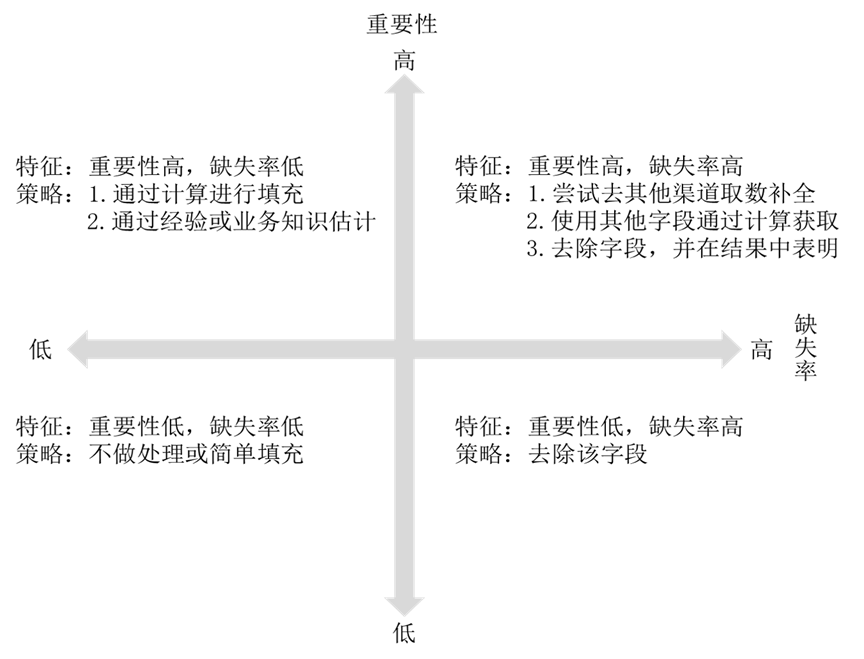 重要性
高
特征：重要性高，缺失率低
策略：1.通过计算进行填充
2.通过经验或业务知识估计
特征：重要性高，缺失率高
策略：1.尝试去其他渠道取数补全
2.使用其他字段通过计算获取
3.去除字段，并在结果中表明
低
高
缺失率
特征：重要性低，缺失率低
策略：不做处理或简单填充
特征：重要性低，缺失率高
策略：去除该字段
低